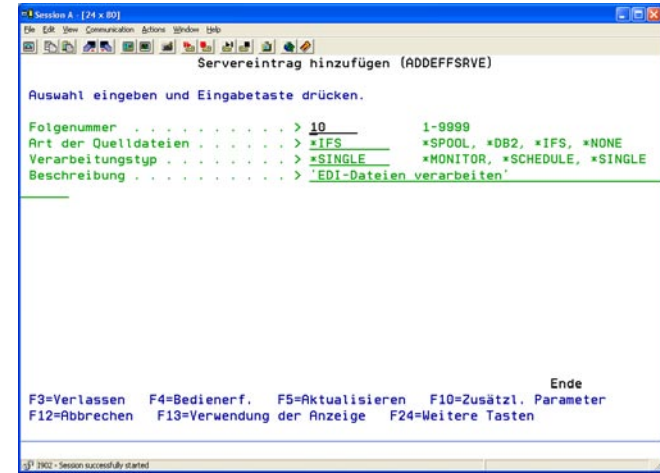 Session A - [24 x 80]
File Edit View Communication Actions Window Help
Servereintrag hinzufügen (ADDEFFSRVE)
Auswahl eingeben und Eingabetaste drücken.
Folgenummer . . . . . . . . . . > 10 1-9999
Art der Quelldateien . . . . . . > *IFS *SPOOL, *DB2, *IFS, *NONE
Verarbeitungstyp . . . . . . . . > *SINGLE *MONITOR, *SCHEDULE, *SINGLE
Beschreibung . . . . . . . . . . > 'EDI-Dateien verarbeiten'
Ende
F3=Verlassen F4=Bedienerf. F5=Aktualisieren F10=Zusätzl. Parameter
F12=Abbrechen F13=Verwendung der Anzeige F24=Weitere Tasten
I902 - Session successfully started